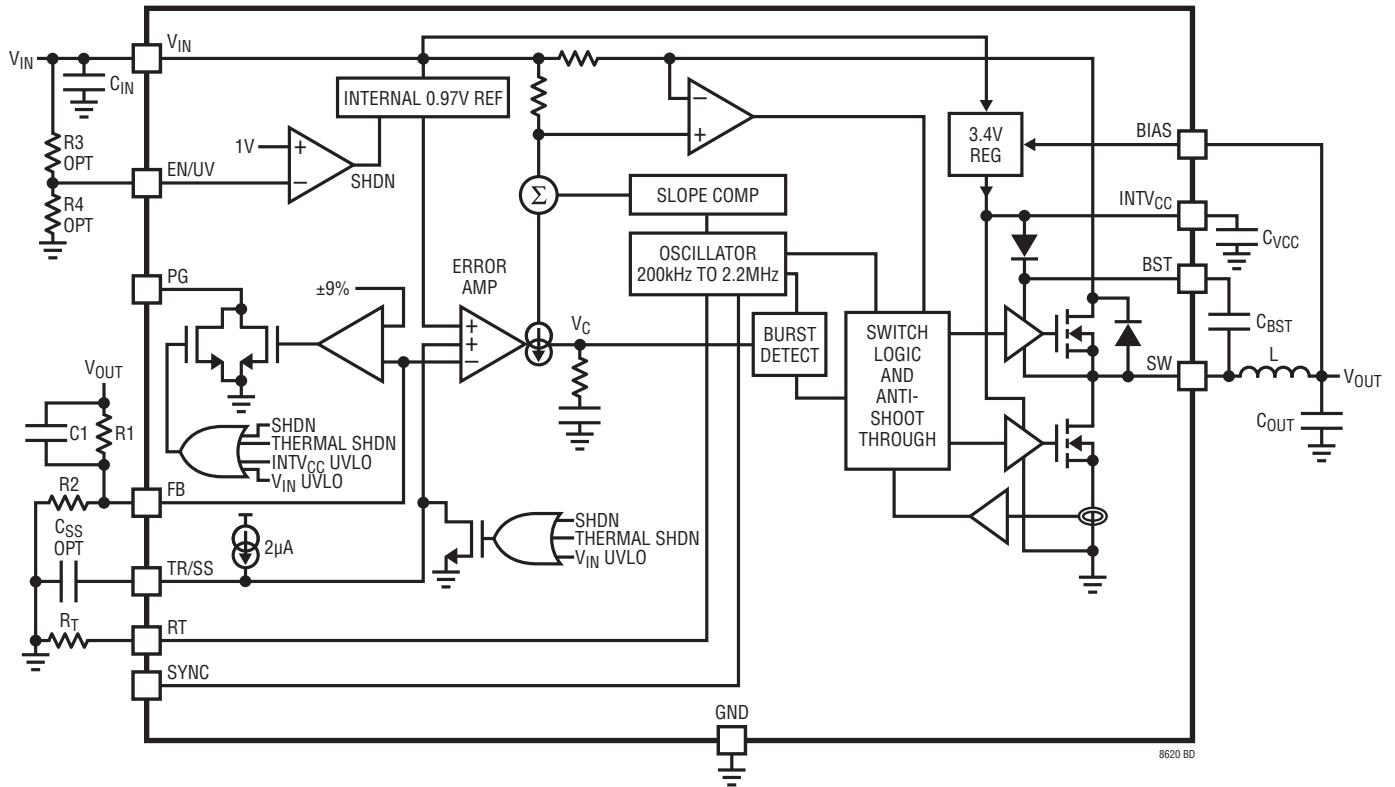 VIN
VIN
CIN
INTERNAL 0.97V REF
R3
OPT
1V
+
–
SHDN
EN/UV
R4
OPT
–
+
3.4V
REG
BIAS
Σ
SLOPE COMP
INTVCC
CVCC
OSCILLATOR
200kHz TO 2.2MHz
BST
PG
±9%
ERROR
AMP
+
+
–
VC
BURST
DETECT
SWITCH
LOGIC
AND
ANTI-
SHOOT
THROUGH
CBST
SW
L
VOUT
COUT
VOUT
C1
R1
SHDN
THERMAL SHDN
INTVCC UVLO
VIN UVLO
R2
FB
CSS
OPT
2µA
SHDN
THERMAL SHDN
VIN UVLO
TR/SS
RT
RT
SYNC
GND
8620 BD